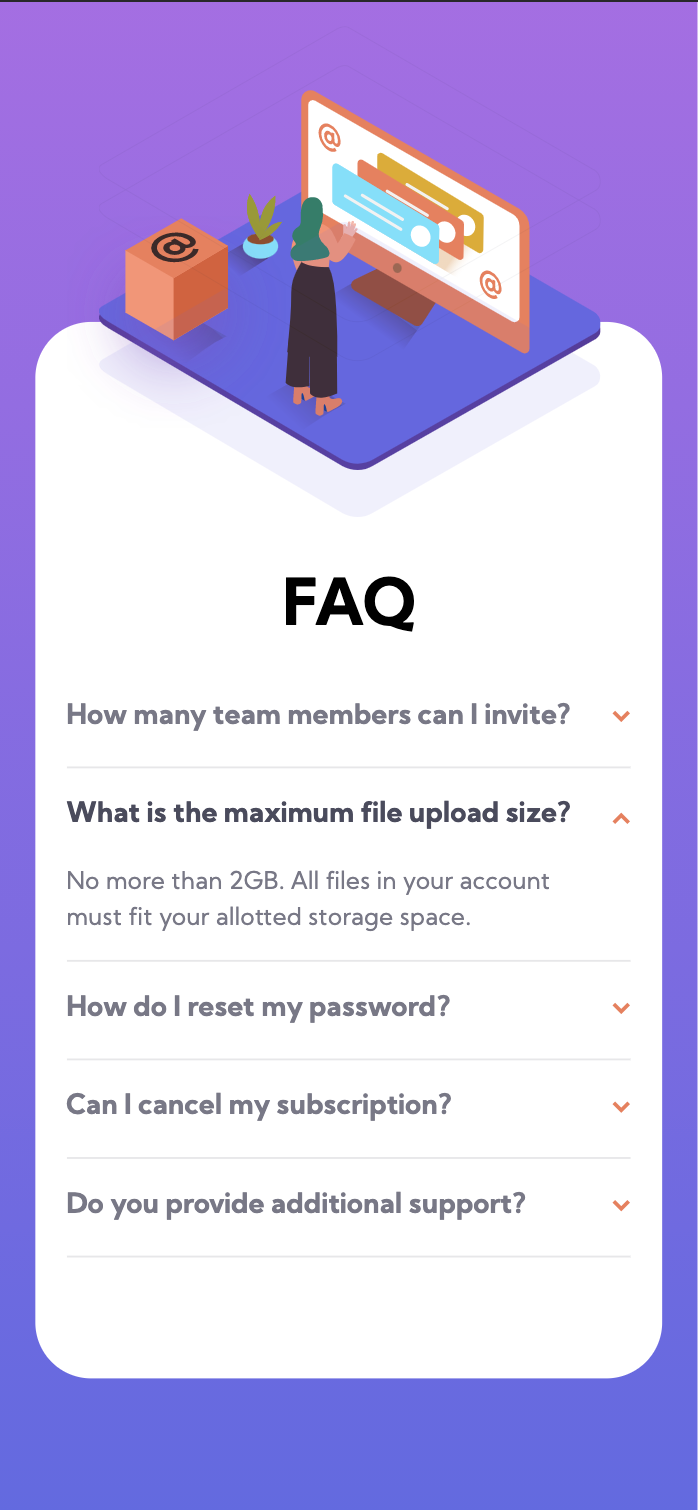 @
@
@
FAQ
How many team members can I invite?
What is the maximum file upload size?
No more than 2GB. All files in your account
must fit your allotted storage space.
How do I reset my password?
Can I cancel my subscription?
Do you provide additional support?